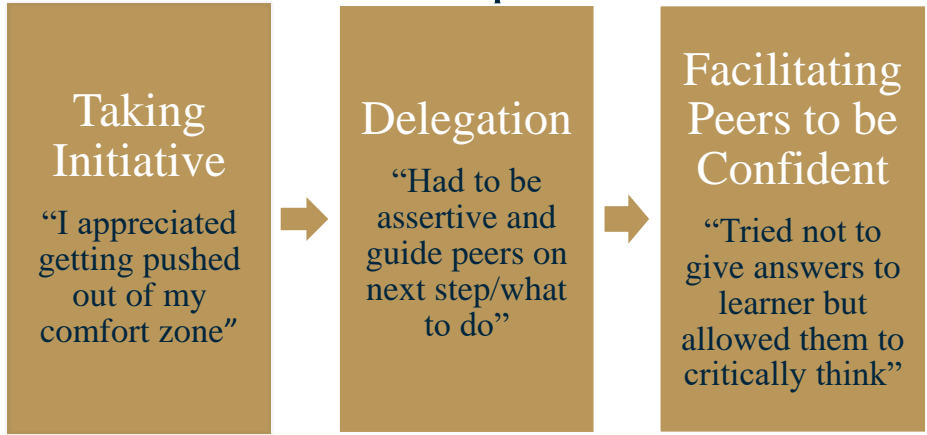 Taking
Initiative
“I appreciated
getting pushed
out of my
comfort zone”
Delegation
“Had to be
assertive and
guide peers on
next step/what
to do”
Facilitating
Peers to be
Confident
“Tried not to
give answers to
learner but
allowed them to
critically think”